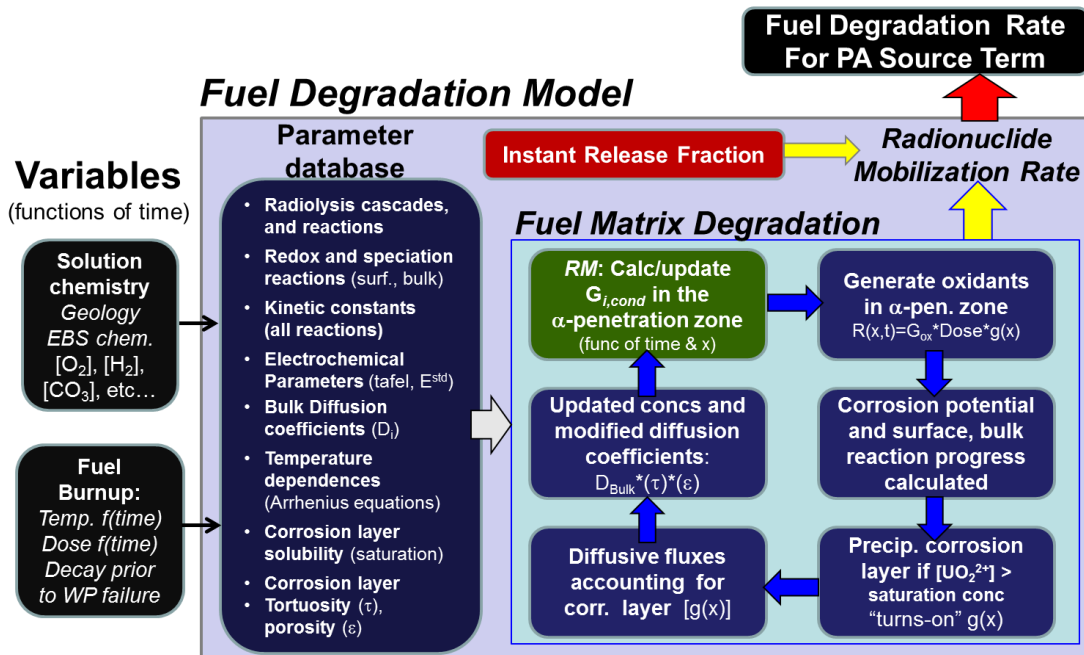 Fuel Degradation Rate
For PA Source Term
Fuel Degradation Model
Variables
(functions of time)
Solution
chemistry
Geology
EBS chem.
[O₂], [H₂],
[CO₃], etc…
Fuel
Burnup:
Temp. f(time)
Dose f(time)
Decay prior
to WP failure
Parameter
database
• Radiolysis cascades,
and reactions
• Redox and speciation
reactions (surf., bulk)
• Kinetic constants
(all reactions)
• Electrochemical
Parameters (tafel, Eˢᵗᵈ)
• Bulk Diffusion
coefficients (Dᵢ)
• Temperature
dependences
(Arrhenius equations)
• Corrosion layer
solubility (saturation)
• Corrosion layer
• Tortuosity (τ),
porosity (ε)
Instant Release Fraction
Radionuclide
Mobilization Rate
Fuel Matrix Degradation
RM: Calc/update
Gi,cond in the
α-penetration zone
(func of time & x)
Generate oxidants
in α-pen. zone
R(x,t)=Gox*Dose*g(x)
Corrosion potential
and surface, bulk
reaction progress
calculated
Precip. corrosion
layer if [UO₂²⁺] >
saturation conc
“turns-on” g(x)
Diffusive fluxes
accounting for
corr. layer [g(x)]
Updated concs and
modified diffusion
coefficients:
DBulk*(τ)*(ε)